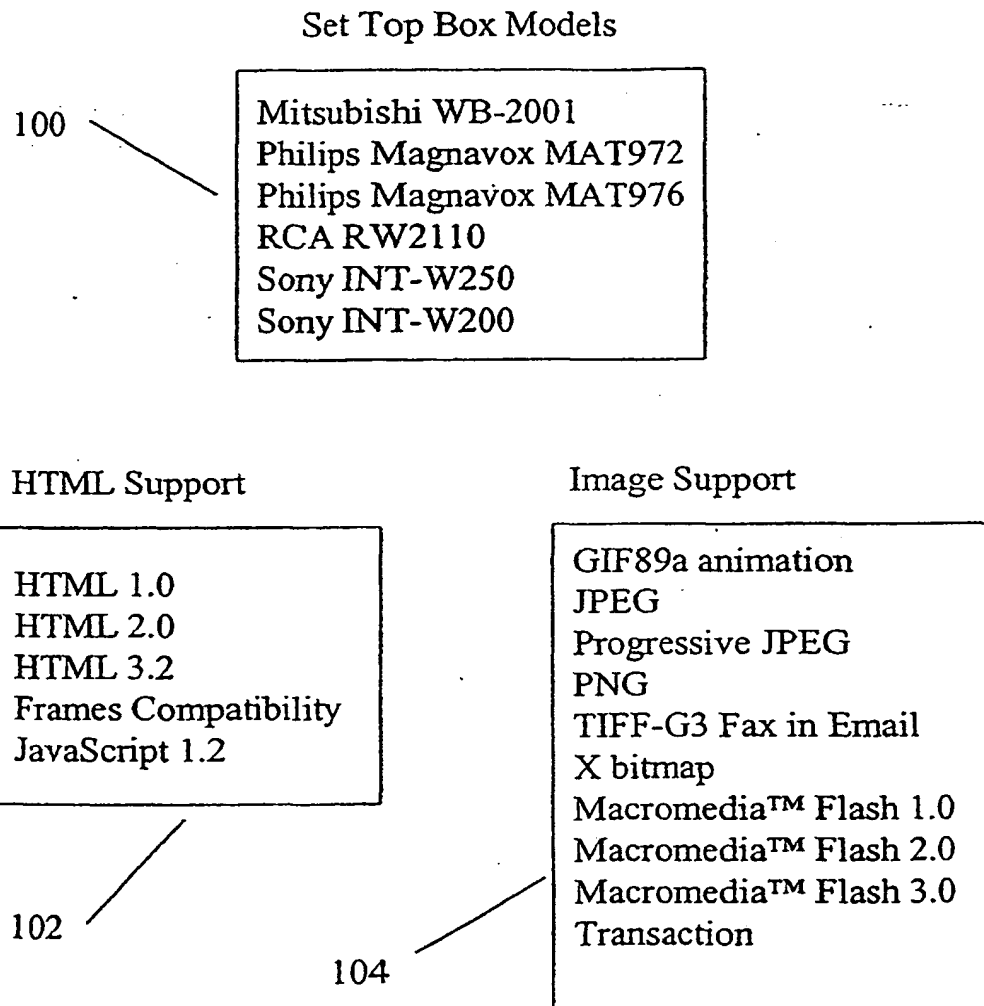 Set Top Box Models
100
Mitsubishi WB-2001
Philips Magnavox MAT972
Philips Magnavox MAT976
RCA RW2110
Sony INT-W250
Sony INT-W200
HTML Support
HTML 1.0
HTML 2.0
HTML 3.2
Frames Compatibility
JavaScript 1.2
102
Image Support
GIF89a animation
JPEG
Progressive JPEG
PNG
TIFF-G3 Fax in Email
X bitmap
Macromedia™ Flash 1.0
Macromedia™ Flash 2.0
Macromedia™ Flash 3.0
Transaction
104